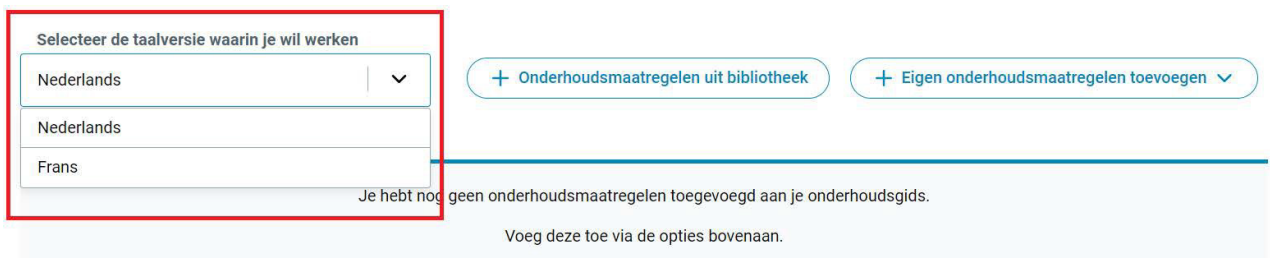 Selecteer de taalversie waarin je wil werken
Nederlands
+ Onderhoudsmaatregelen uit bibliotheek
+ Eigen onderhoudsmaatregelen toevoegen
Nederlands
Frans
Je hebt nog geen onderhoudsmaatregelen toegevoegd aan je onderhoudsgids.
Voeg deze toe via de opties bovenaan.